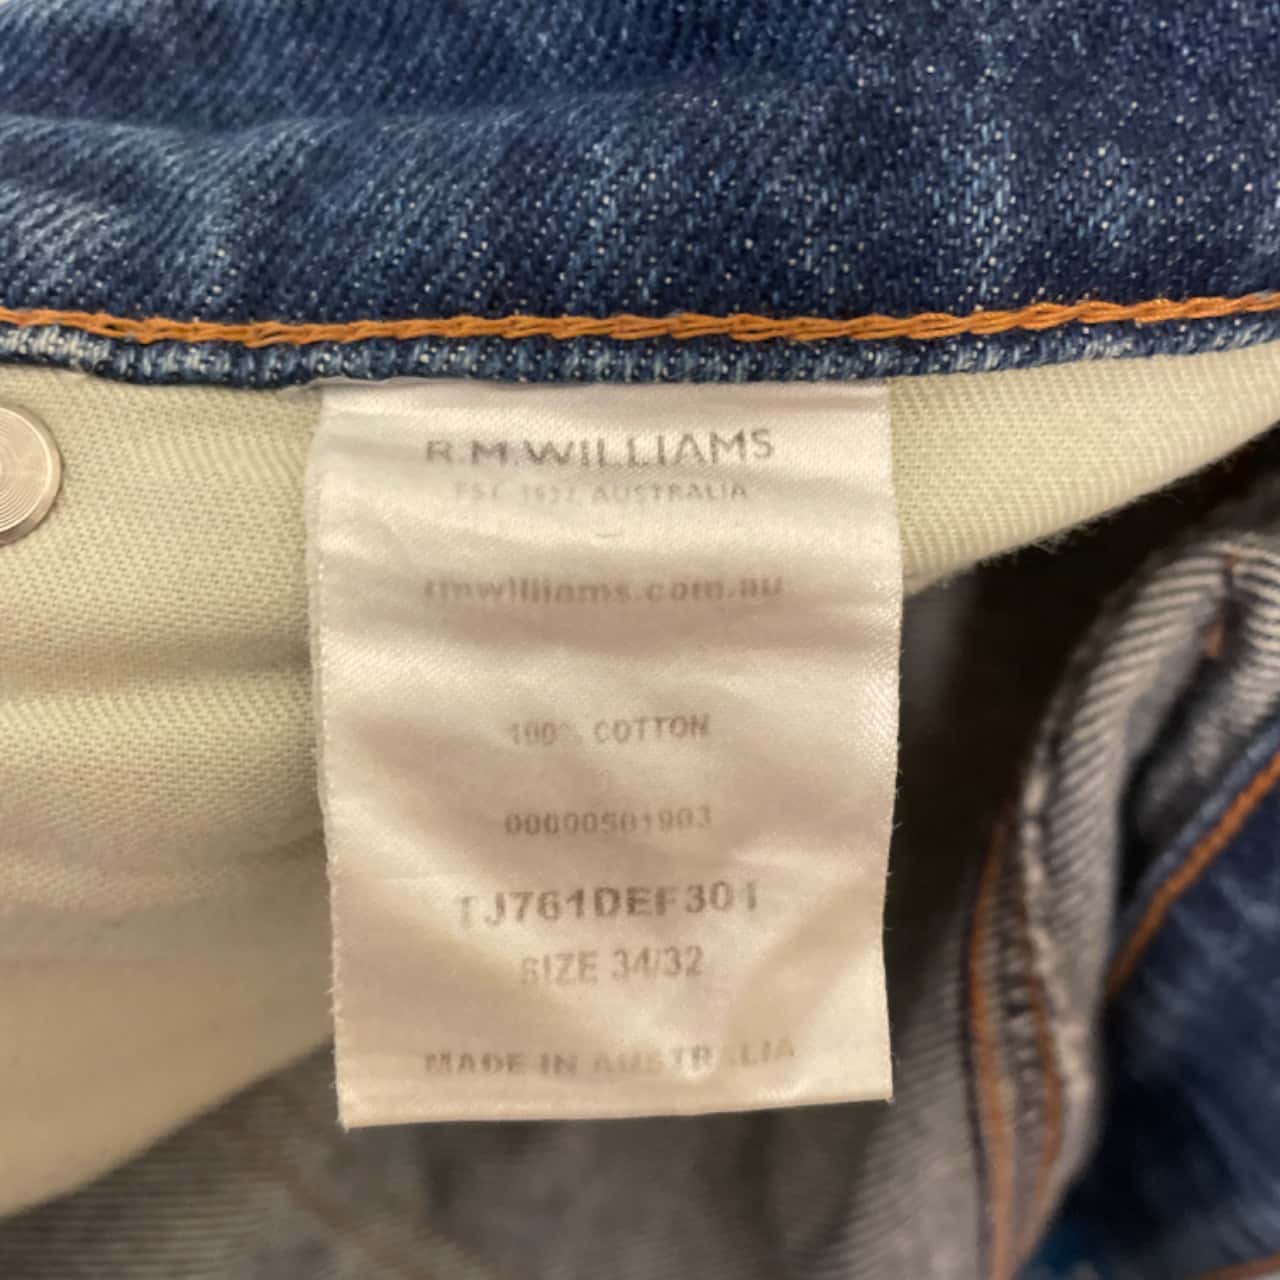 R.M.WILLIAMS
EST. 1932 AUSTRALIA
rmwilliams.com.au
100% COTTON
00000501903
TJ761DEF301
SIZE 34/32
MADE IN AUSTRALIA